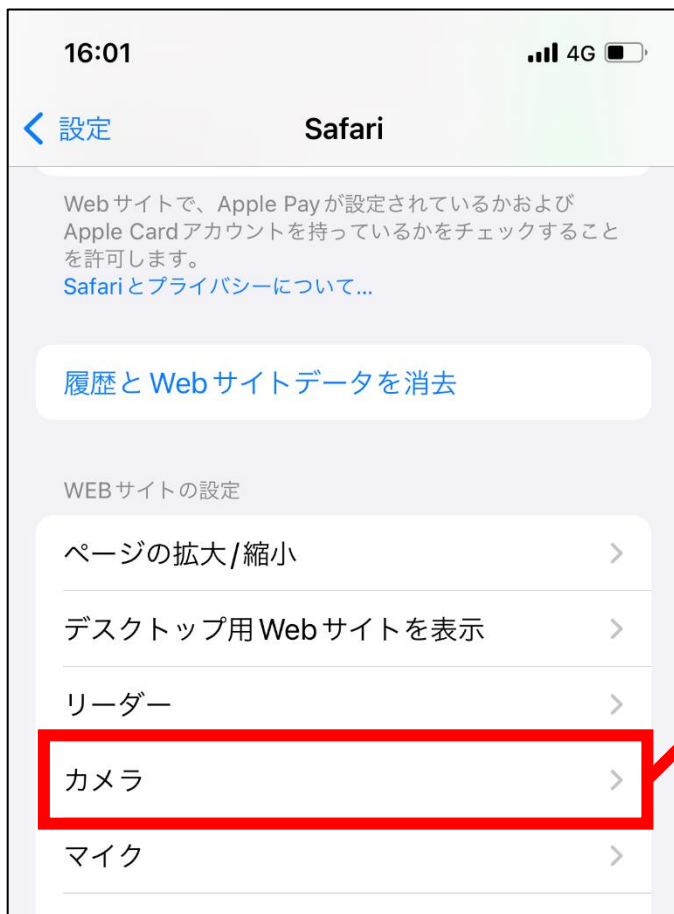 16:01 4G
設定 Safari
Webサイトで、Apple Payが設定されているかおよび
Apple Cardアカウントを持っているかをチェックすること
を許可します。
Safariとプライバシーについて...
履歴とWebサイトデータを消去
WEBサイトの設定
ページの拡大/縮小
デスクトップ用Webサイトを表示
リーダー
カメラ
マイク